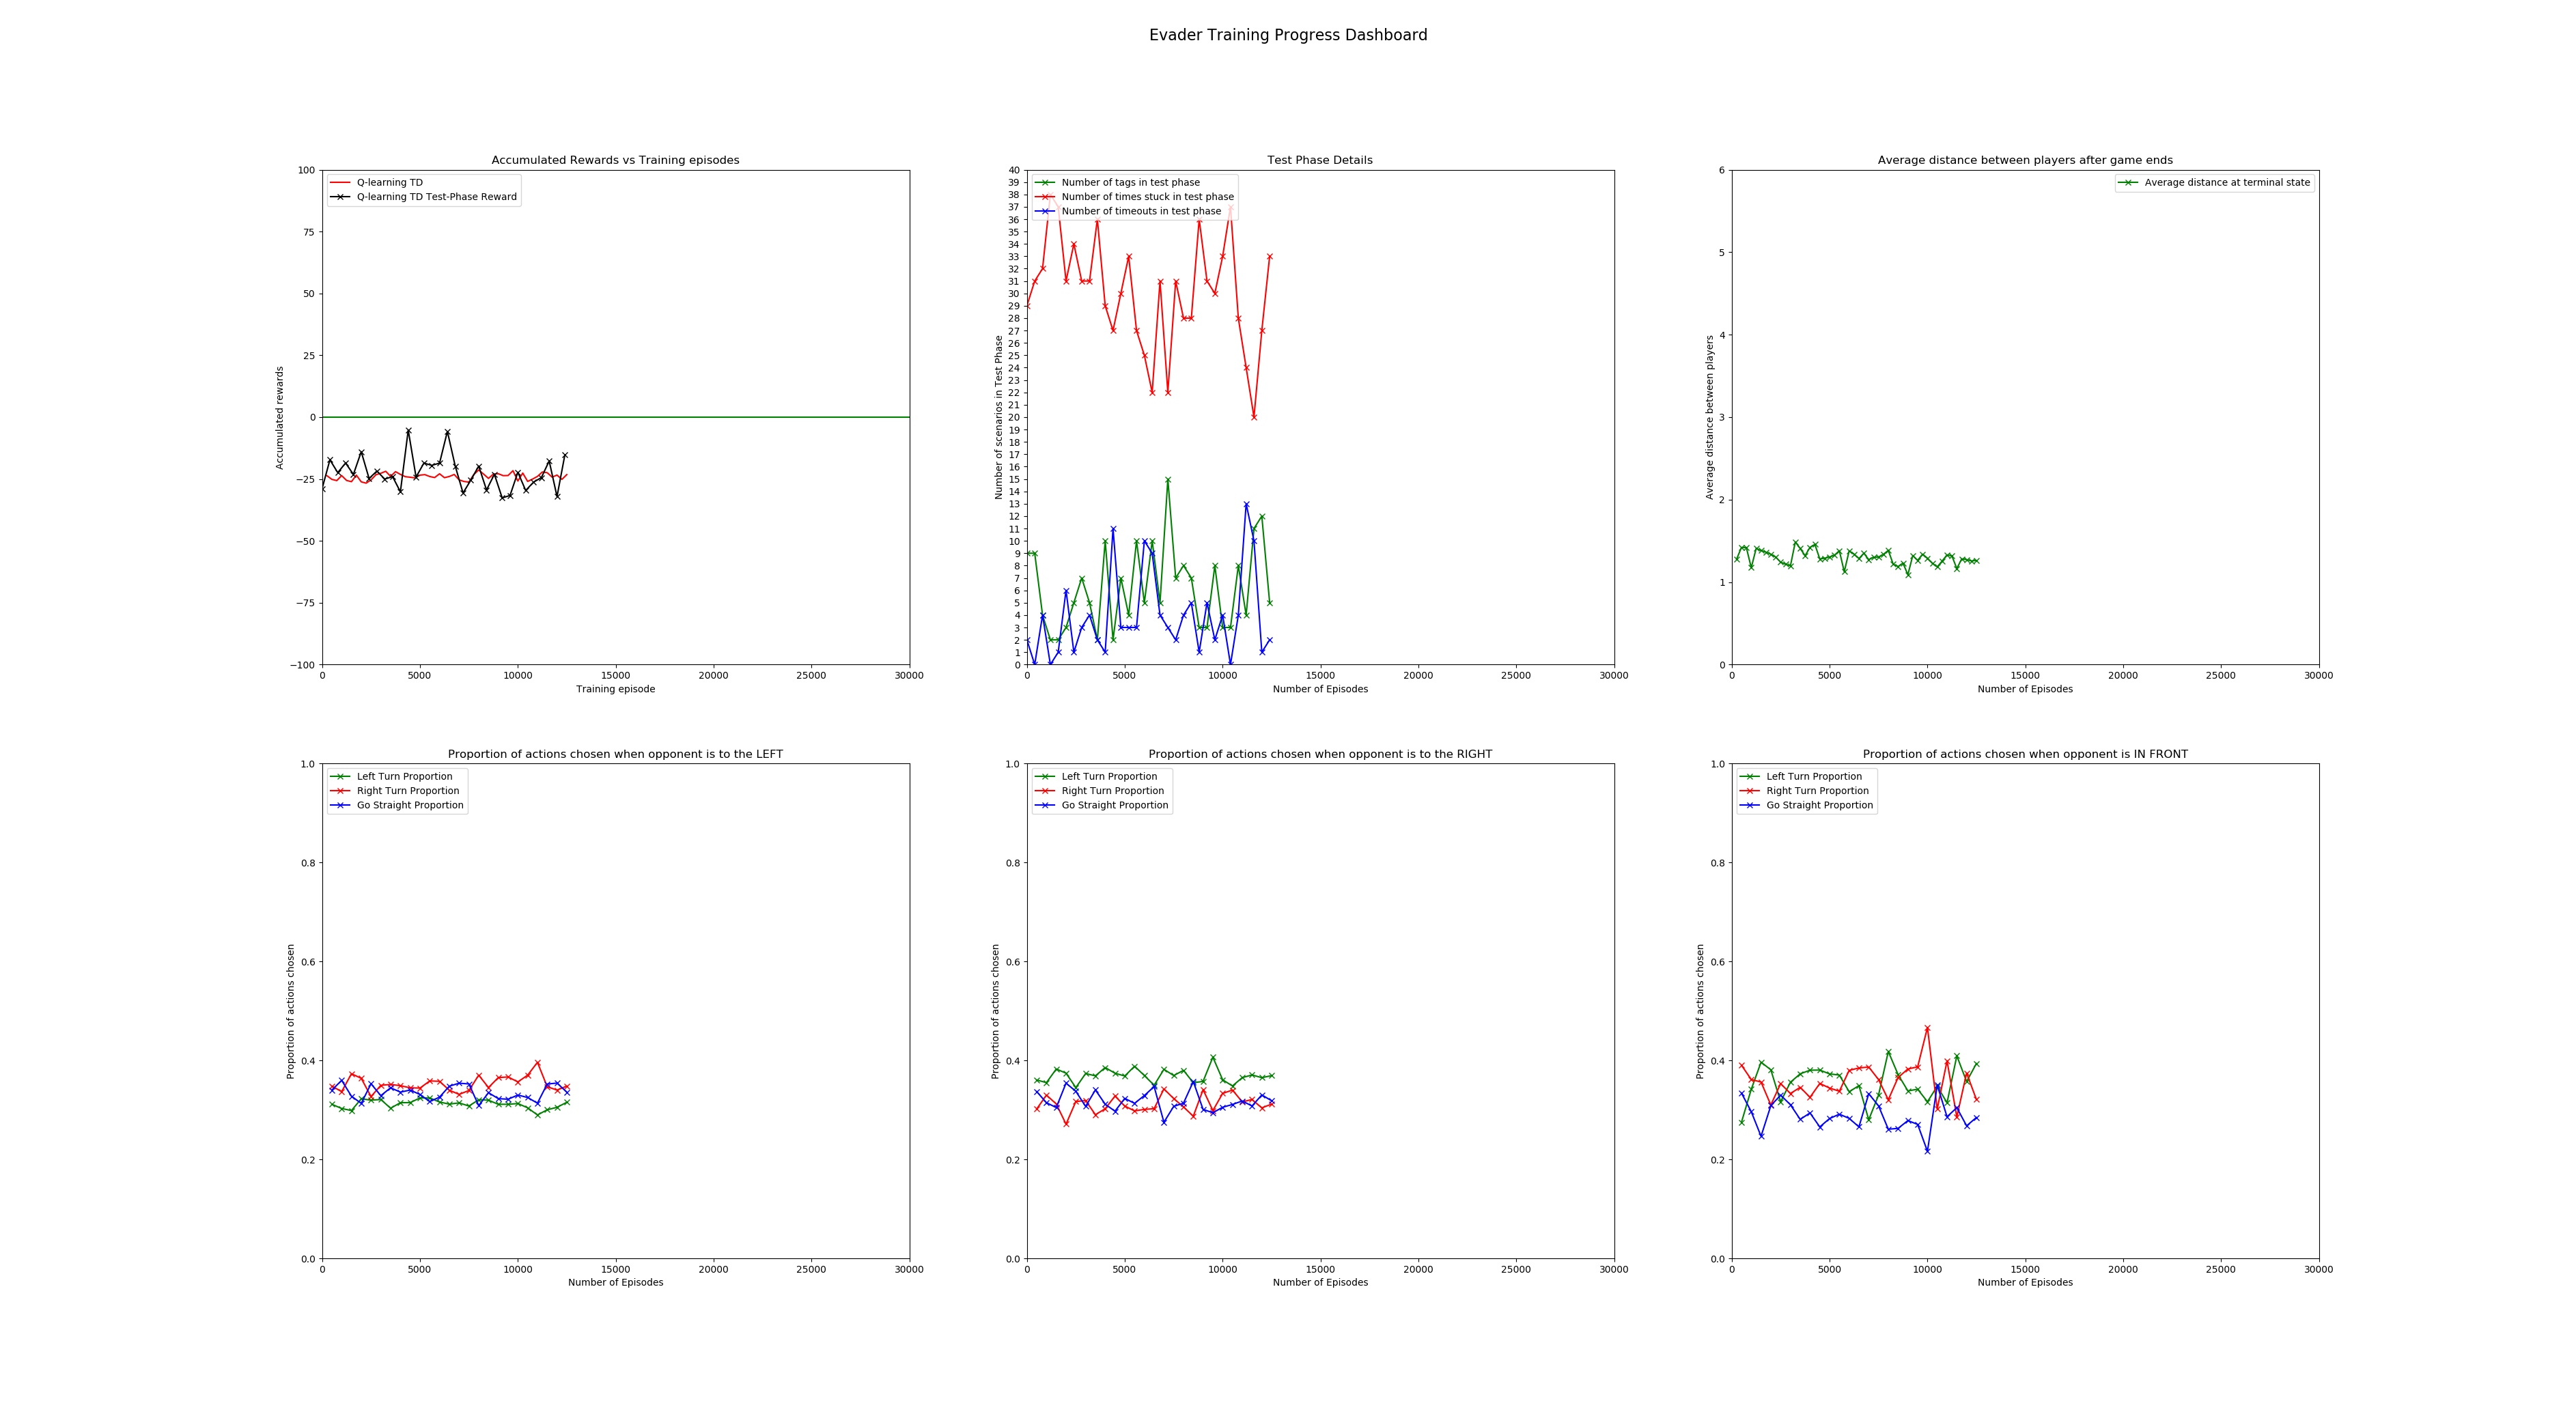 Evader Training Progress Dashboard
Accumulated Rewards vs Training episodes
Q-learning TD
Q-learning TD Test-Phase Reward
100
75
50
25
0
−25
−50
−75
−100
Accumulated rewards
0 5000 10000 15000 20000 25000 30000
Training episode
Test Phase Details
Number of tags in test phase
Number of times stuck in test phase
Number of timeouts in test phase
40
39
38
37
36
35
34
33
32
31
30
29
28
27
26
25
24
23
22
21
20
19
18
17
16
15
14
13
12
11
10
9
8
7
6
5
4
3
2
1
0
Number of scenarios in Test Phase
0 5000 10000 15000 20000 25000 30000
Number of Episodes
Average distance between players after game ends
Average distance at terminal state
6
5
4
3
2
1
0
Average distance between players
0 5000 10000 15000 20000 25000 30000
Number of Episodes
Proportion of actions chosen when opponent is to the LEFT
Left Turn Proportion
Right Turn Proportion
Go Straight Proportion
1.0
0.8
0.6
0.4
0.2
0.0
Proportion of actions chosen
0 5000 10000 15000 20000 25000 30000
Number of Episodes
Proportion of actions chosen when opponent is to the RIGHT
Left Turn Proportion
Right Turn Proportion
Go Straight Proportion
1.0
0.8
0.6
0.4
0.2
0.0
Proportion of actions chosen
0 5000 10000 15000 20000 25000 30000
Number of Episodes
Proportion of actions chosen when opponent is IN FRONT
Left Turn Proportion
Right Turn Proportion
Go Straight Proportion
1.0
0.8
0.6
0.4
0.2
0.0
Proportion of actions chosen
0 5000 10000 15000 20000 25000 30000
Number of Episodes